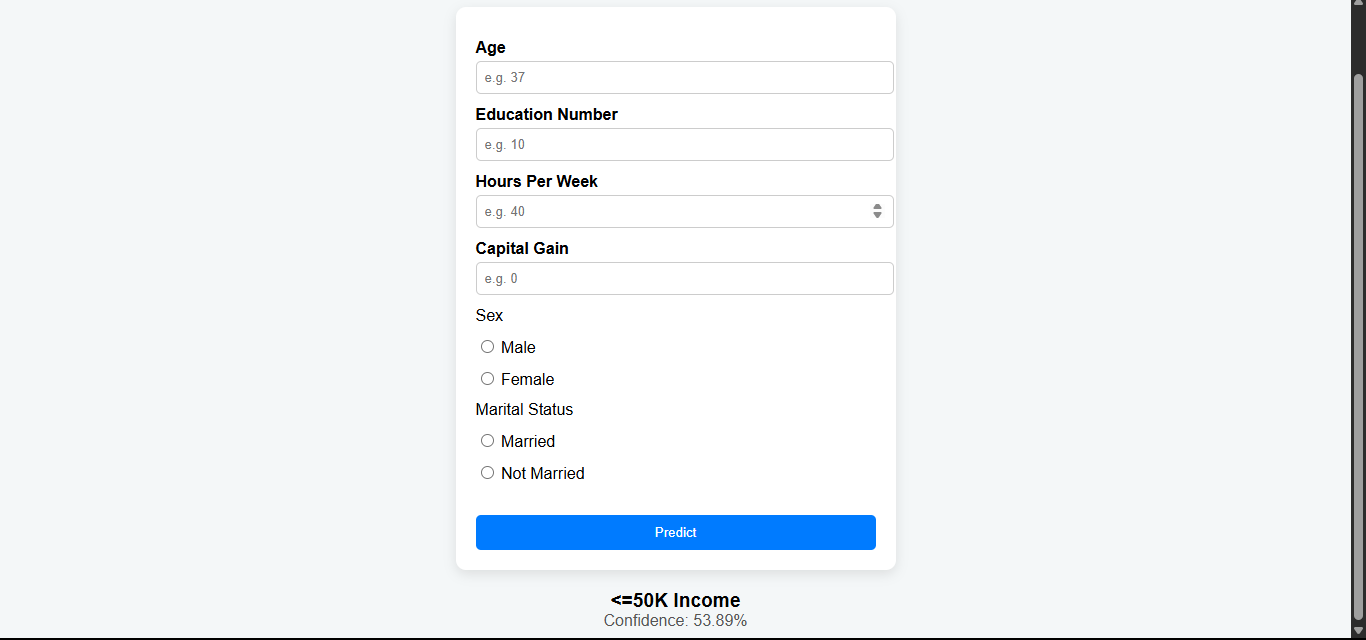 Age
e.g. 37
Education Number
e.g. 10
Hours Per Week
e.g. 40
Capital Gain
e.g. 0
Sex
Male
Female
Marital Status
Married
Not Married
Predict
<=50K Income
Confidence: 53.89%